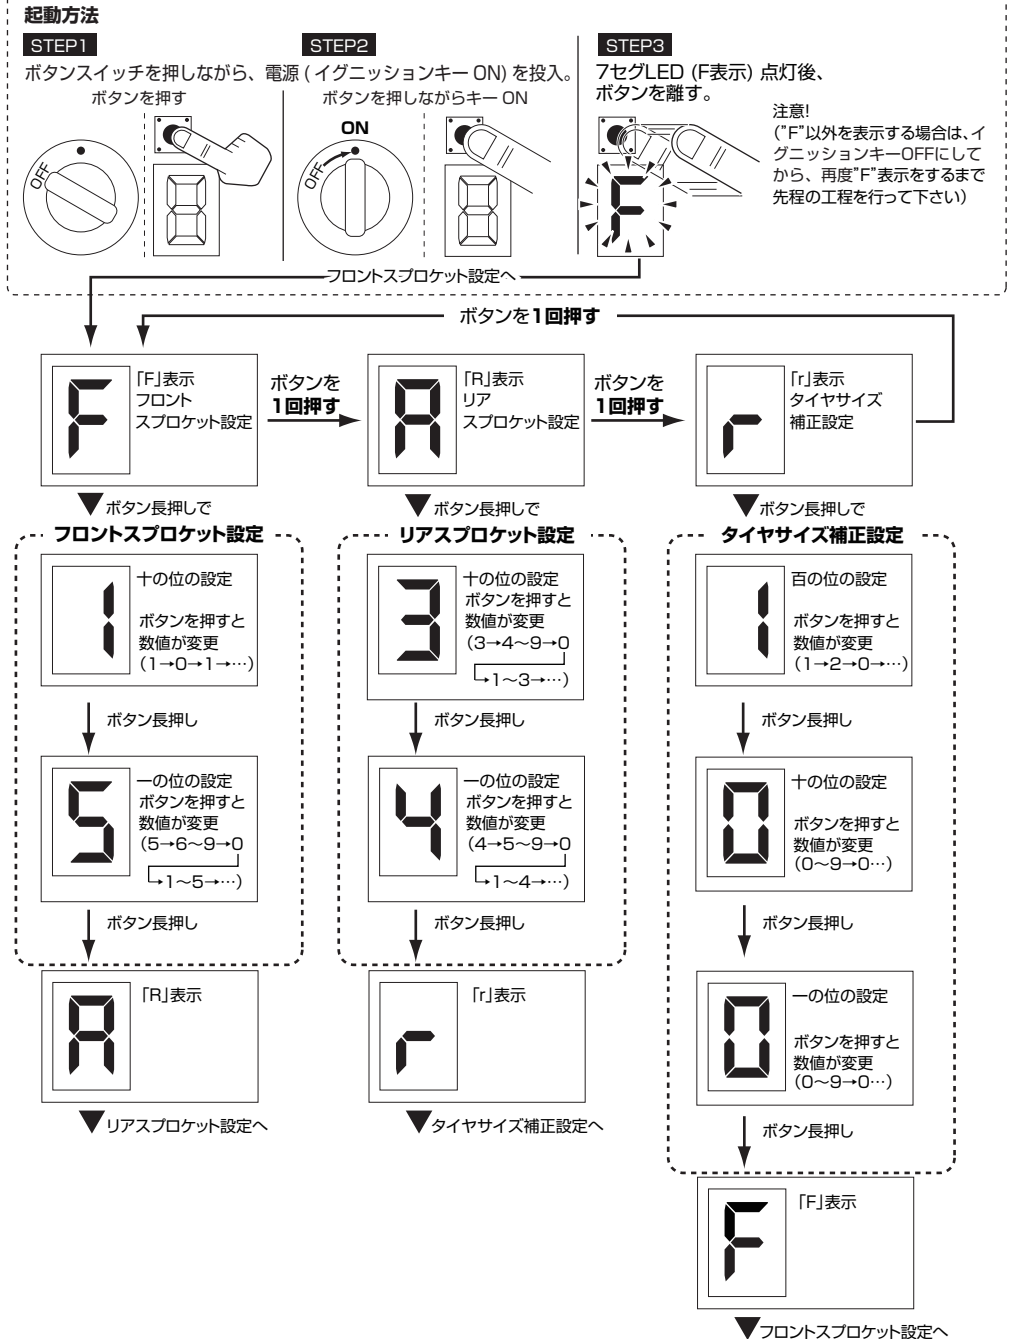 起動方法
STEP1
ボタンスイッチを押しながら、電源 ( イグニッションキー ON) を投入。
ボタンを押す
OFF
STEP2
ボタンを押しながらキー ON
ON
OFF
STEP3
7セグLED (F表示) 点灯後、
ボタンを離す。
F
注意!
("F"以外を表示する場合は、イ
グニッションキーOFFにして
から、再度"F"表示をするまで
先程の工程を行って下さい)
フロントスプロケット設定へ
ボタンを1回押す
F
「F」表示
フロント
スプロケット設定
ボタンを
1回押す
R
「R」表示
リア
スプロケット設定
ボタンを
1回押す
r
「r」表示
タイヤサイズ
補正設定
▼ボタン長押しで
フロントスプロケット設定
1
十の位の設定
ボタンを押すと
数値が変更
(1→0→1→…)
ボタン長押し
5
一の位の設定
ボタンを押すと
数値が変更
(5→6〜9→0
→1〜5→…)
ボタン長押し
R
「R」表示
▼リアスプロケット設定へ
▼ボタン長押しで
リアスプロケット設定
3
十の位の設定
ボタンを押すと
数値が変更
(3→4〜9→0
→1〜3→…)
ボタン長押し
4
一の位の設定
ボタンを押すと
数値が変更
(4→5〜9→0
→1〜4→…)
ボタン長押し
r
「r」表示
▼タイヤサイズ補正設定へ
▼ボタン長押しで
タイヤサイズ補正設定
1
百の位の設定
ボタンを押すと
数値が変更
(1→2→0→…)
ボタン長押し
0
十の位の設定
ボタンを押すと
数値が変更
(0〜9→0…)
ボタン長押し
0
一の位の設定
ボタンを押すと
数値が変更
(0〜9→0…)
ボタン長押し
F
「F」表示
▼フロントスプロケット設定へ